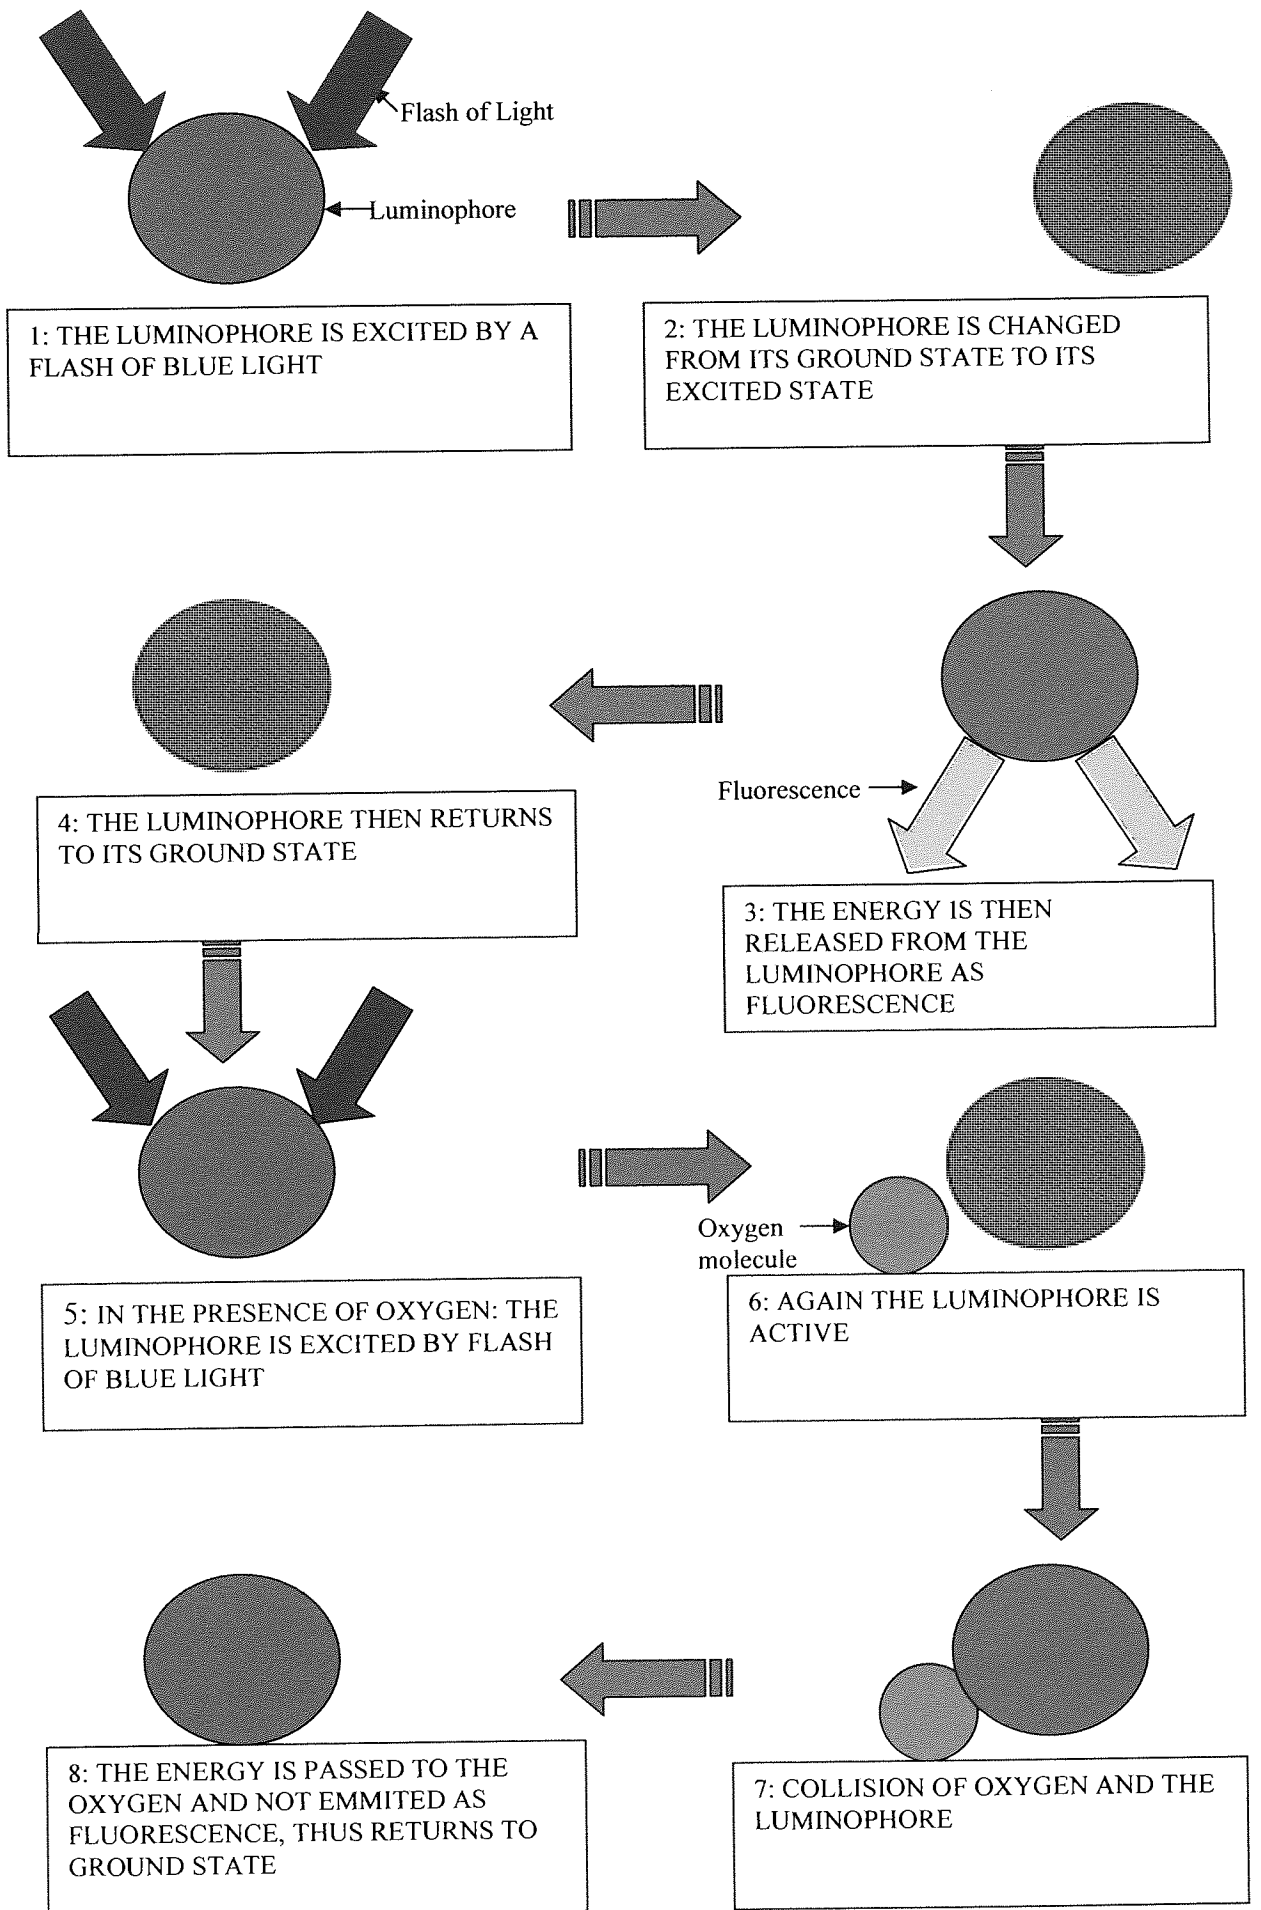 Flash of Light
Luminophore
1: THE LUMINOPHORE IS EXCITED BY A
FLASH OF BLUE LIGHT
2: THE LUMINOPHORE IS CHANGED
FROM ITS GROUND STATE TO ITS
EXCITED STATE
Fluorescence
3: THE ENERGY IS THEN
RELEASED FROM THE
LUMINOPHORE AS
FLUORESCENCE
4: THE LUMINOPHORE THEN RETURNS
TO ITS GROUND STATE
5: IN THE PRESENCE OF OXYGEN: THE
LUMINOPHORE IS EXCITED BY FLASH
OF BLUE LIGHT
Oxygen
molecule
6: AGAIN THE LUMINOPHORE IS
ACTIVE
7: COLLISION OF OXYGEN AND THE
LUMINOPHORE
8: THE ENERGY IS PASSED TO THE
OXYGEN AND NOT EMMITED AS
FLUORESCENCE, THUS RETURNS TO
GROUND STATE